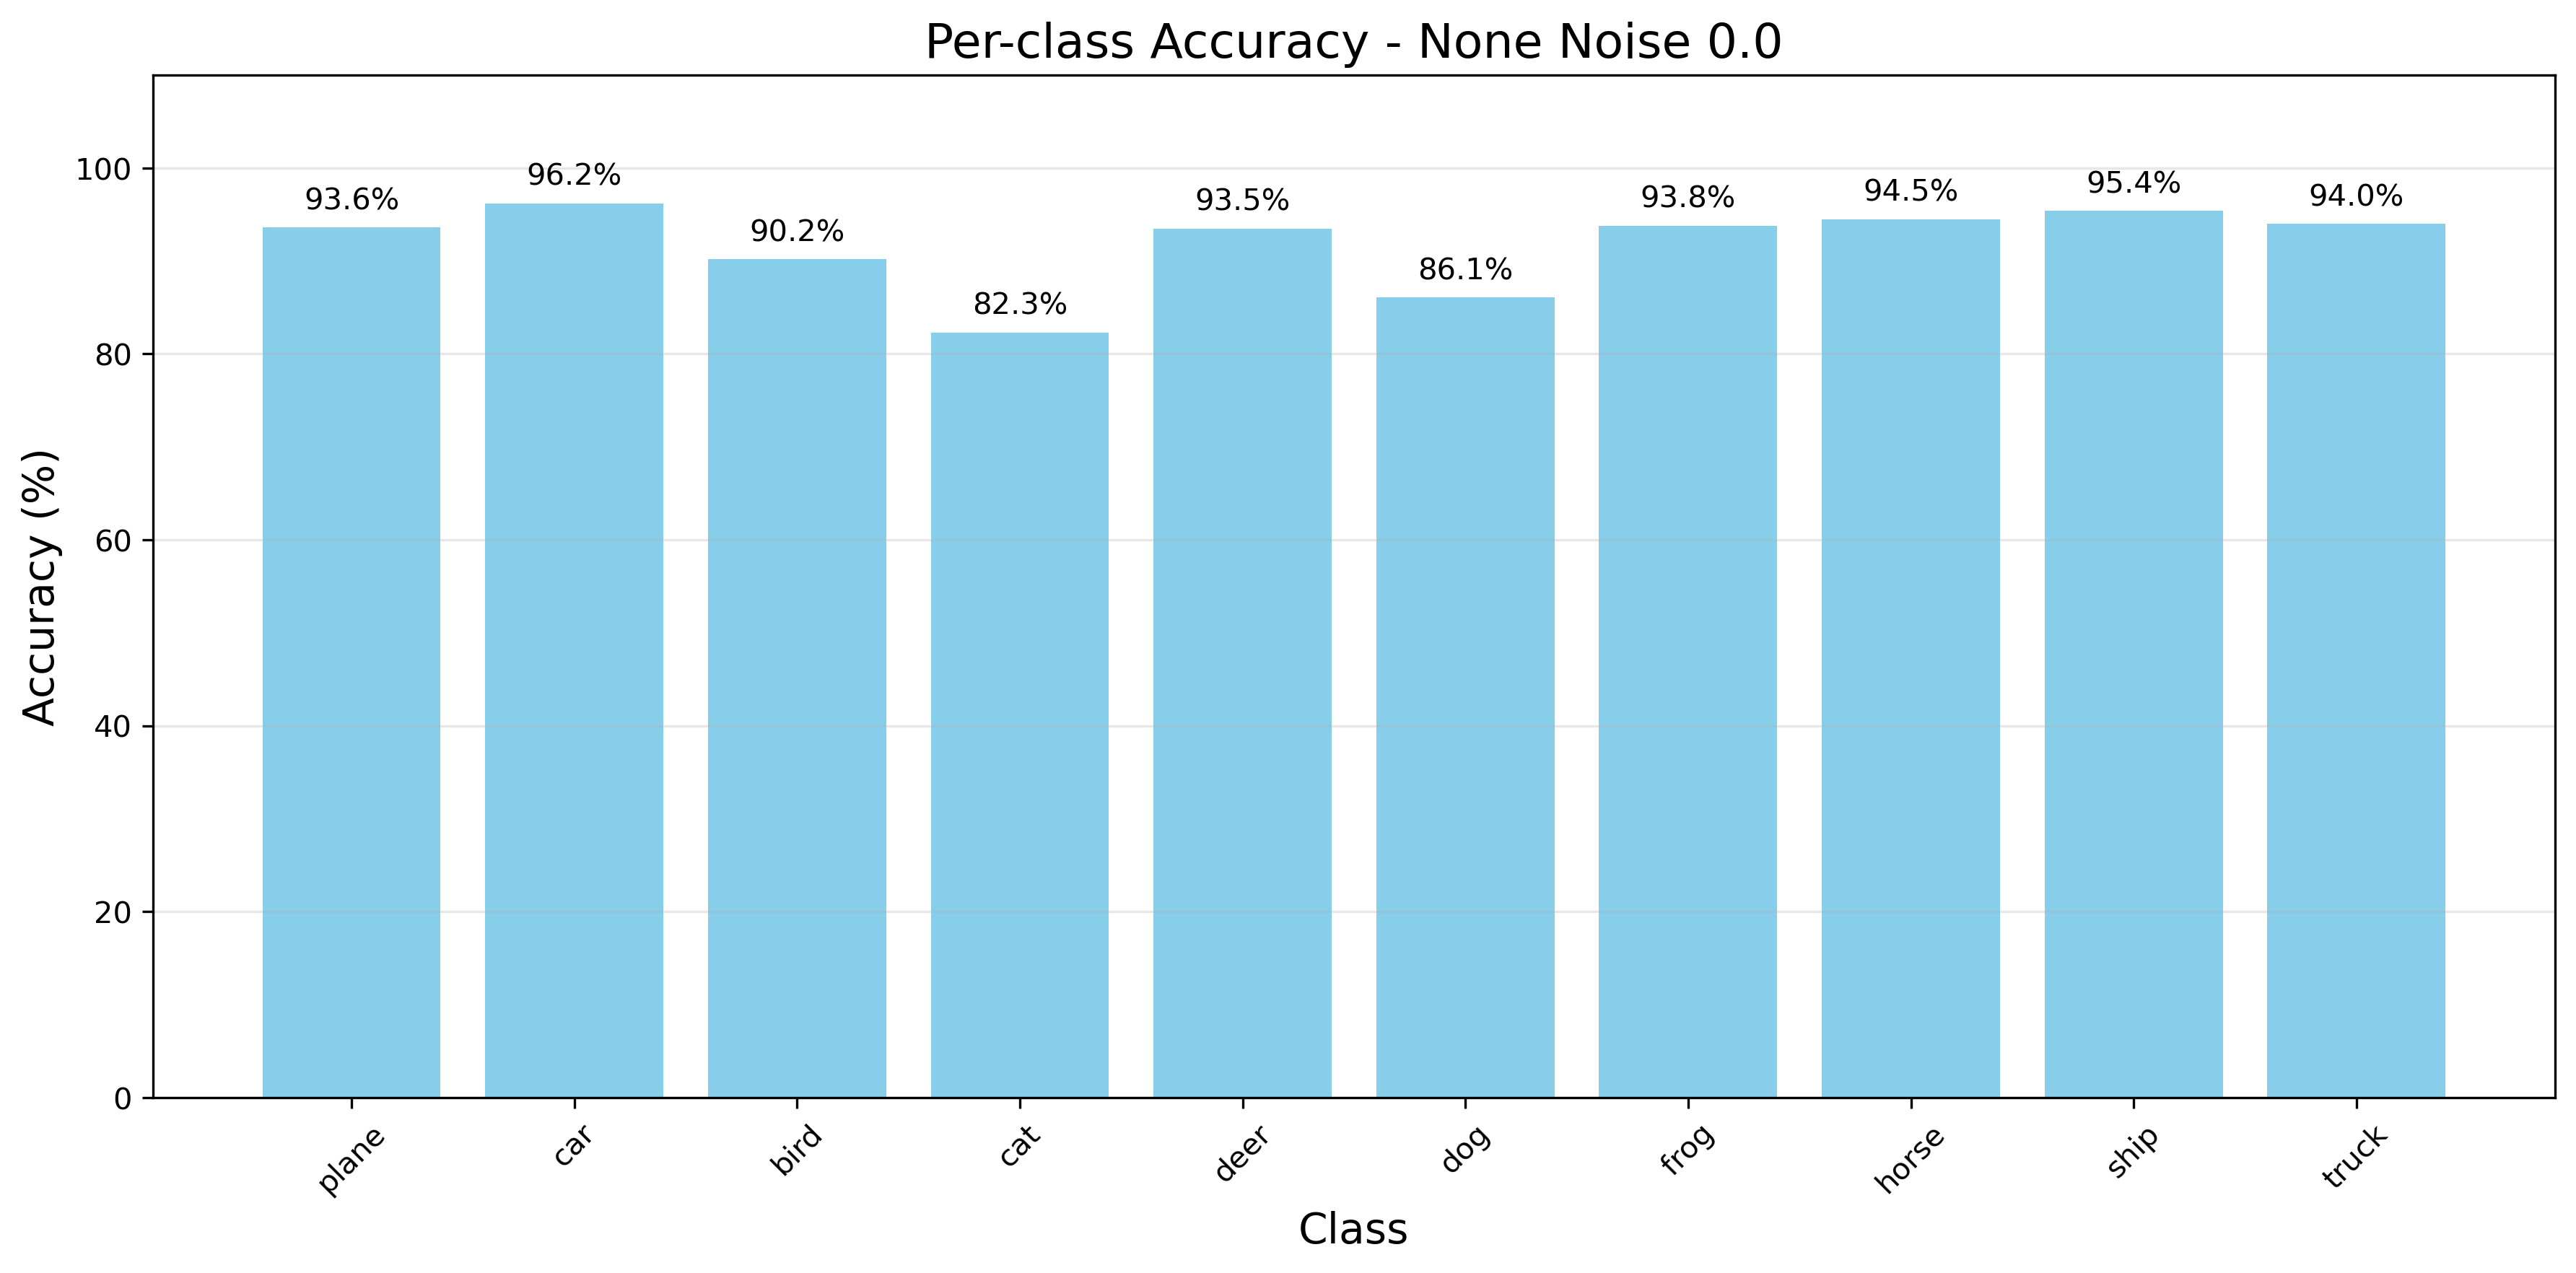 Per-class Accuracy - None Noise 0.0
Accuracy (%)
100
80
60
40
20
0
93.6%
96.2%
90.2%
82.3%
93.5%
86.1%
93.8%
94.5%
95.4%
94.0%
plane
car
bird
cat
deer
dog
frog
horse
ship
truck
Class